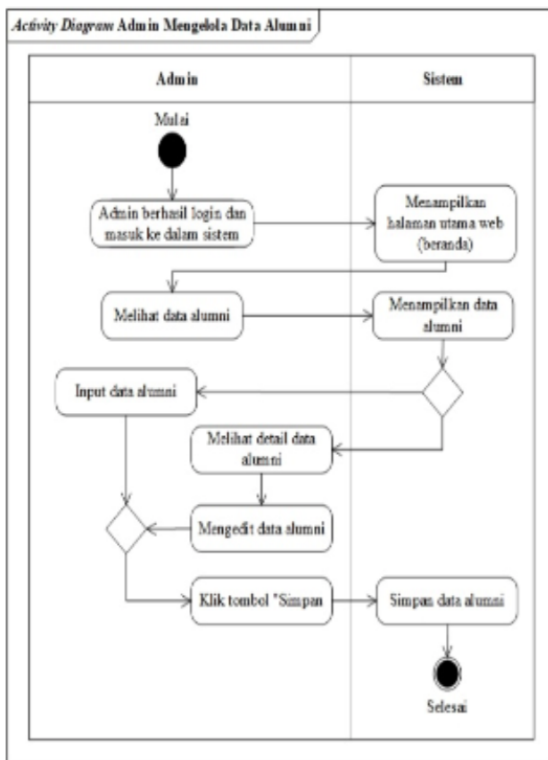 Activity Diagram Admin Mengelola Data Alumni
Admin
Sistem
Mulai
Admin berhasil login dan
masuk ke dalam sistem
Menampilkan
halaman utama web
(beranda)
Melihat data alumni
Menampilkan data
alumni
Input data alumni
Melihat detail data
alumni
Mengedit data alumni
Klik tombol "Simpan
Simpan data alumni
Selesai